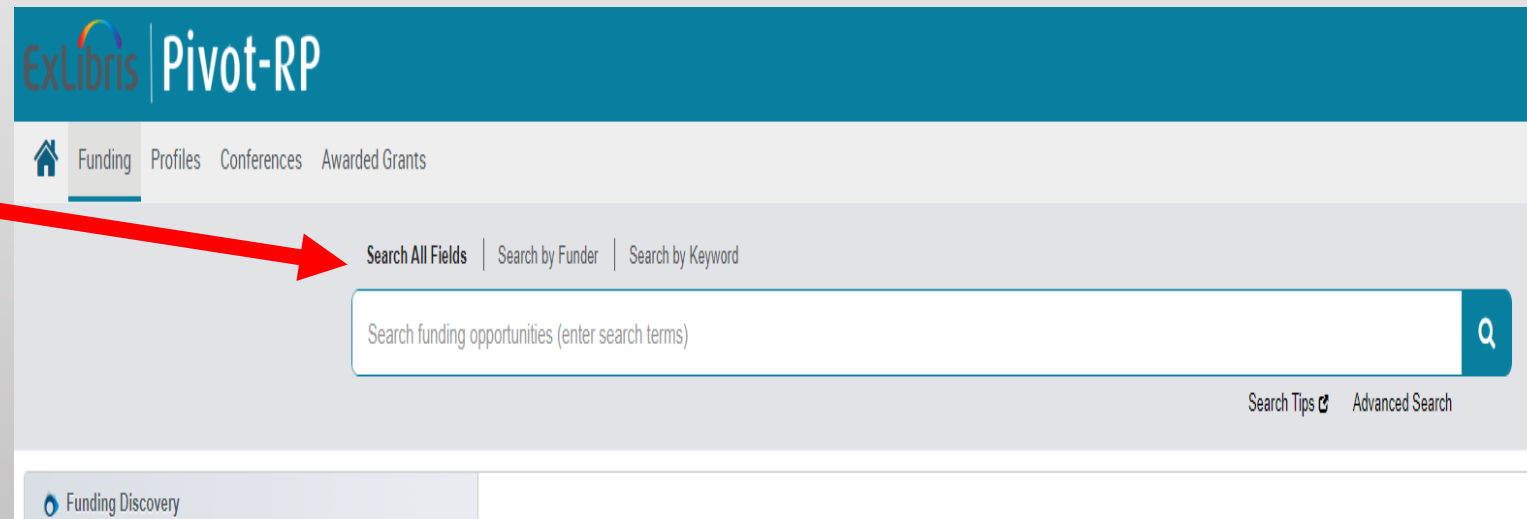 ExLibris Pivot-RP
Funding Profiles Conferences Awarded Grants
Search All Fields Search by Funder Search by Keyword
Search funding opportunities (enter search terms)
Search Tips Advanced Search
Funding Discovery